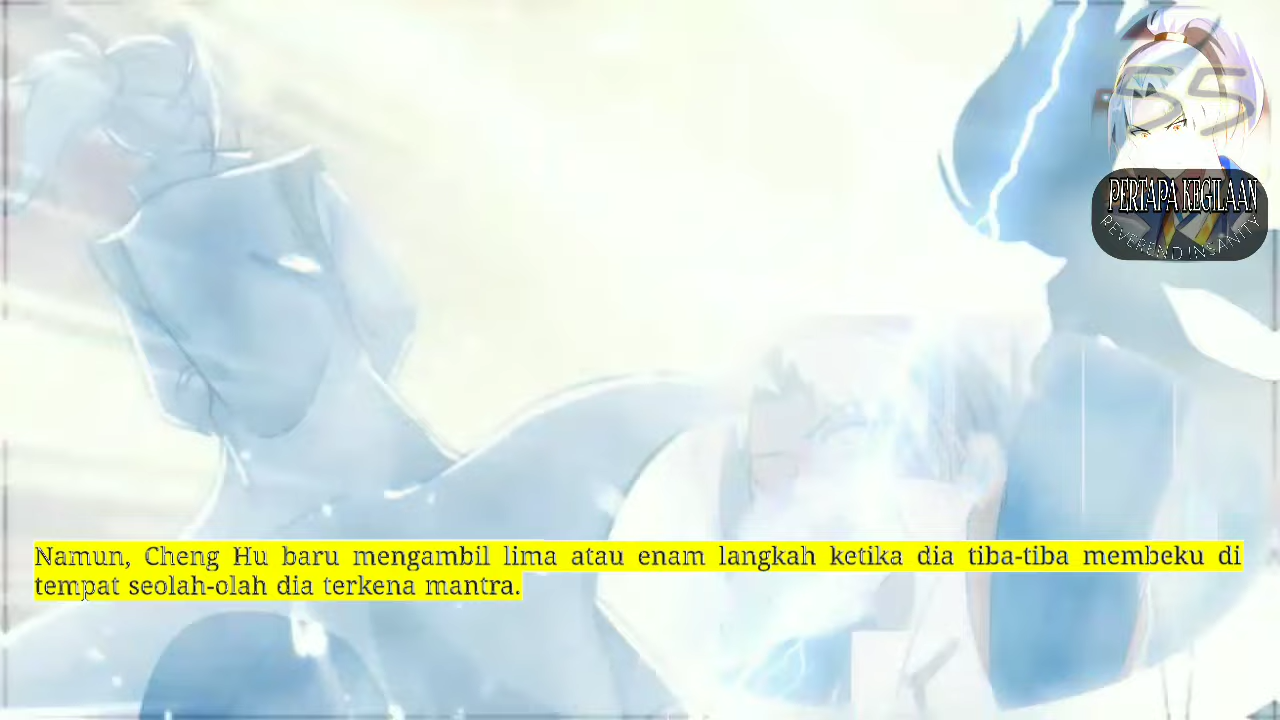 SS
PERTAPA KEGILAAN
REVEREND INSANITY
Namun, Cheng Hu baru mengambil lima atau enam langkah ketika dia tiba-tiba membeku di
tempat seolah-olah dia terkena mantra.